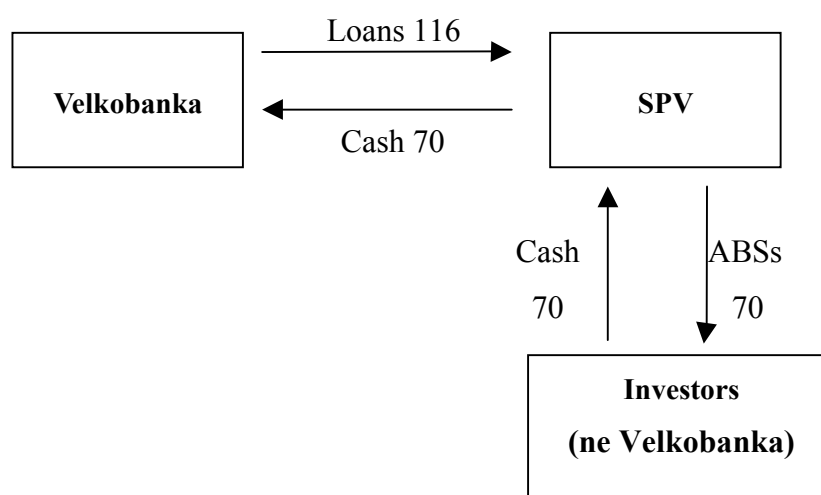 Loans 116
Velkobanka
SPV
Cash 70
Cash
70
ABSs
70
Investors
(ne Velkobanka)